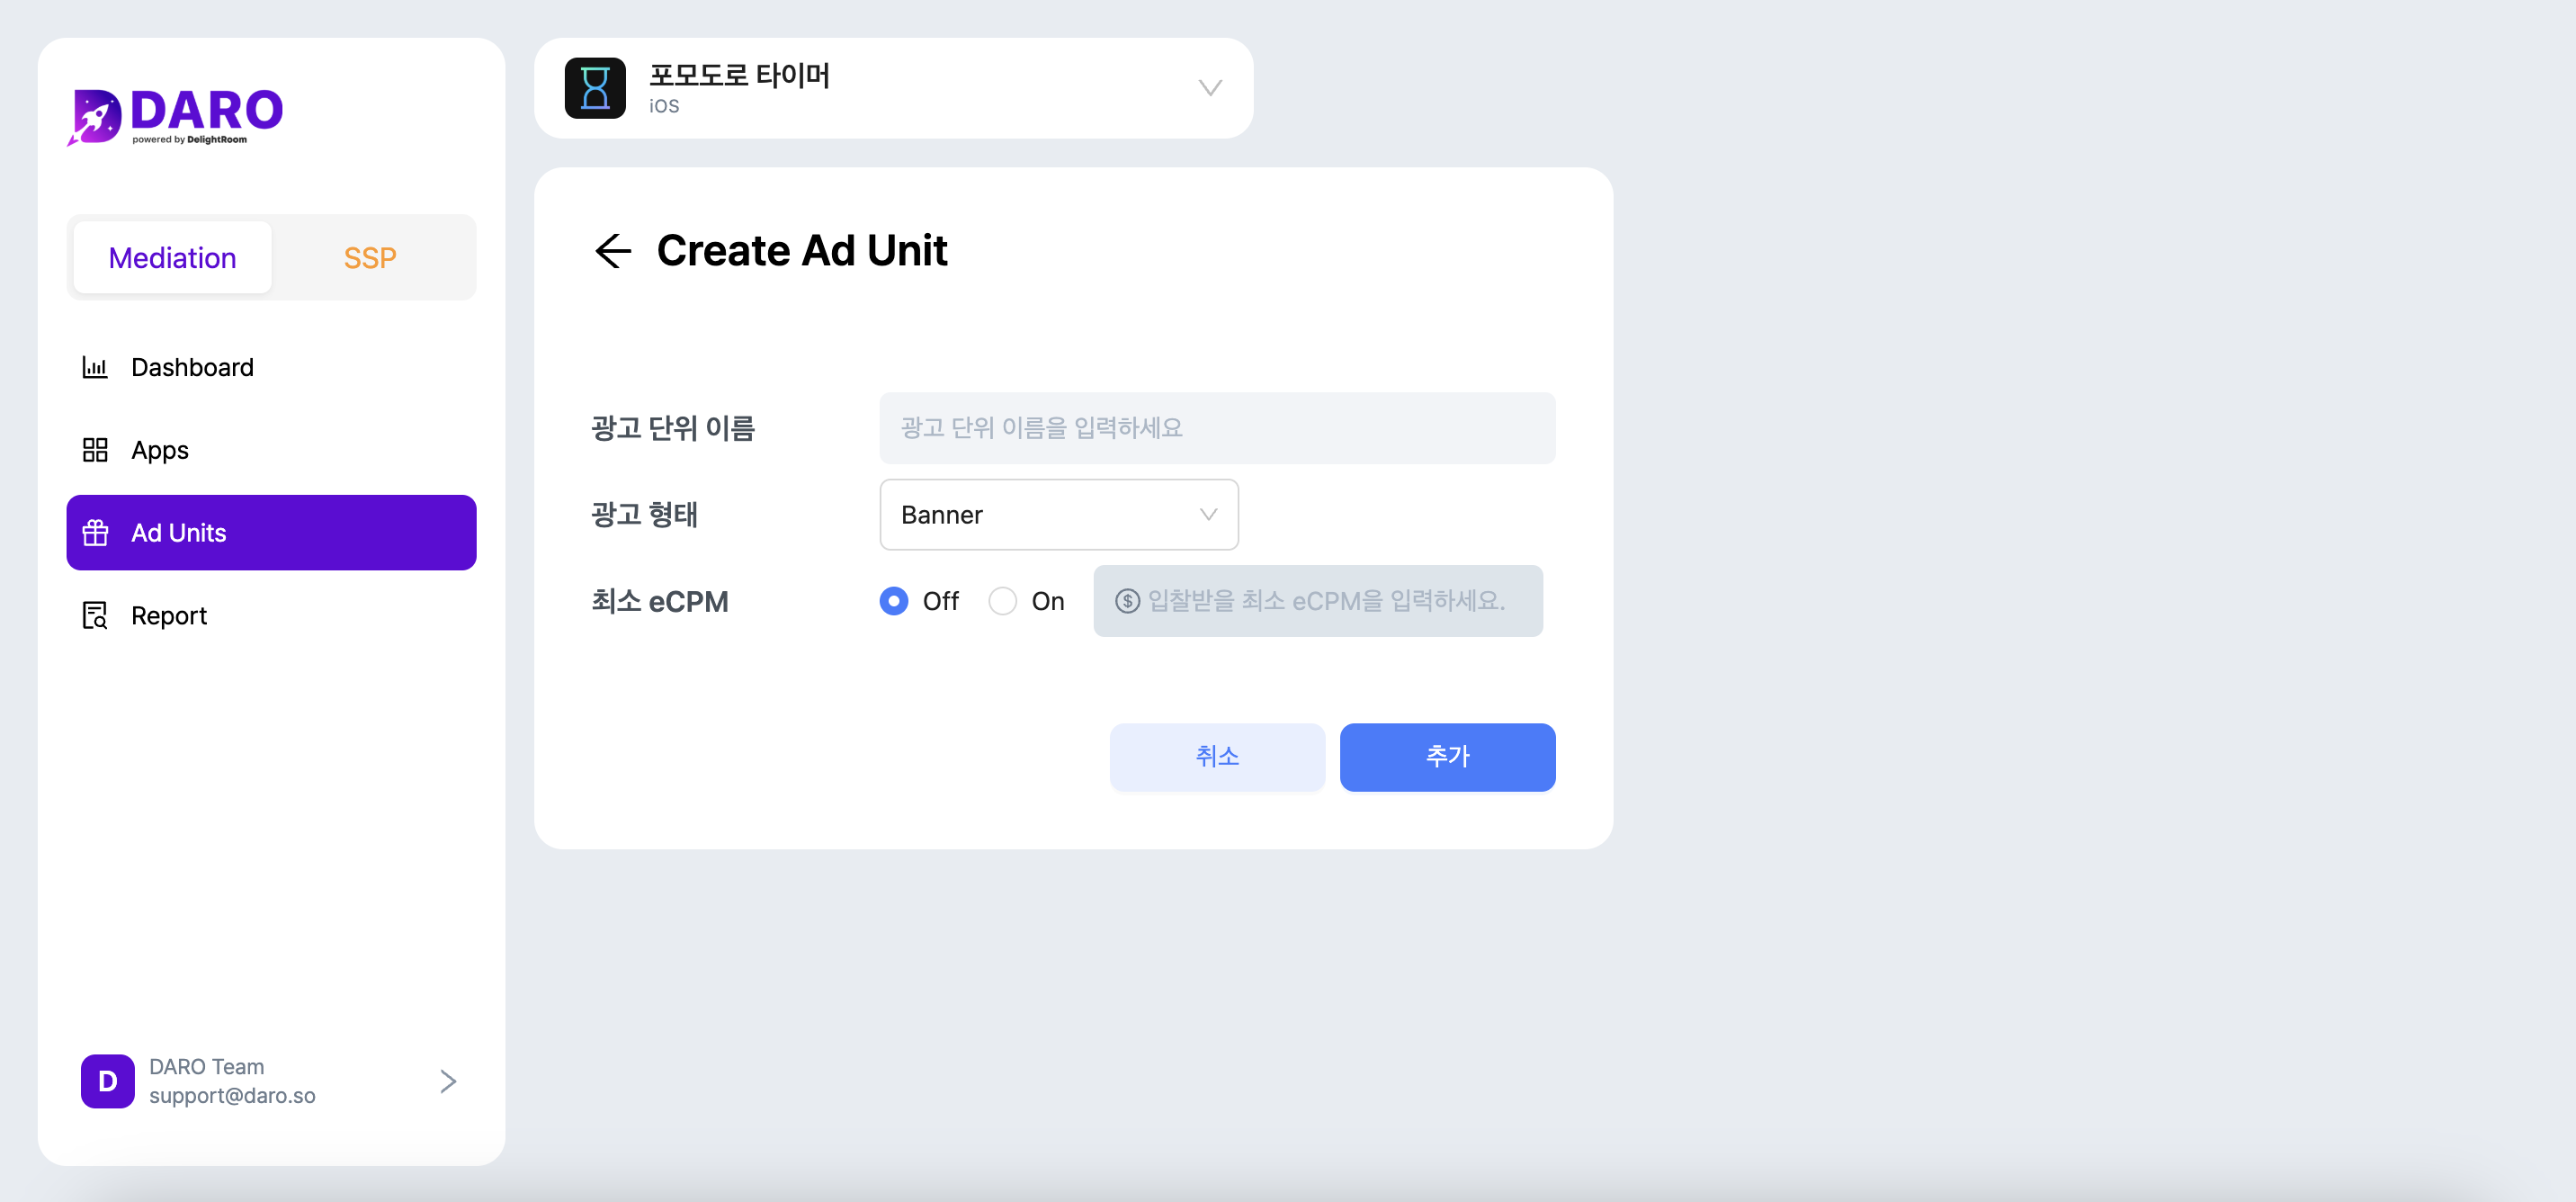 DARO
powered by DelightRoom
Mediation
SSP
Dashboard
Apps
Ad Units
Report
D
DARO Team
support@daro.so
포모도로 타이머
iOS
Create Ad Unit
광고 단위 이름
광고 단위 이름을 입력하세요
광고 형태
Banner
최소 eCPM
Off
On
입찰받을 최소 eCPM을 입력하세요.
취소
추가